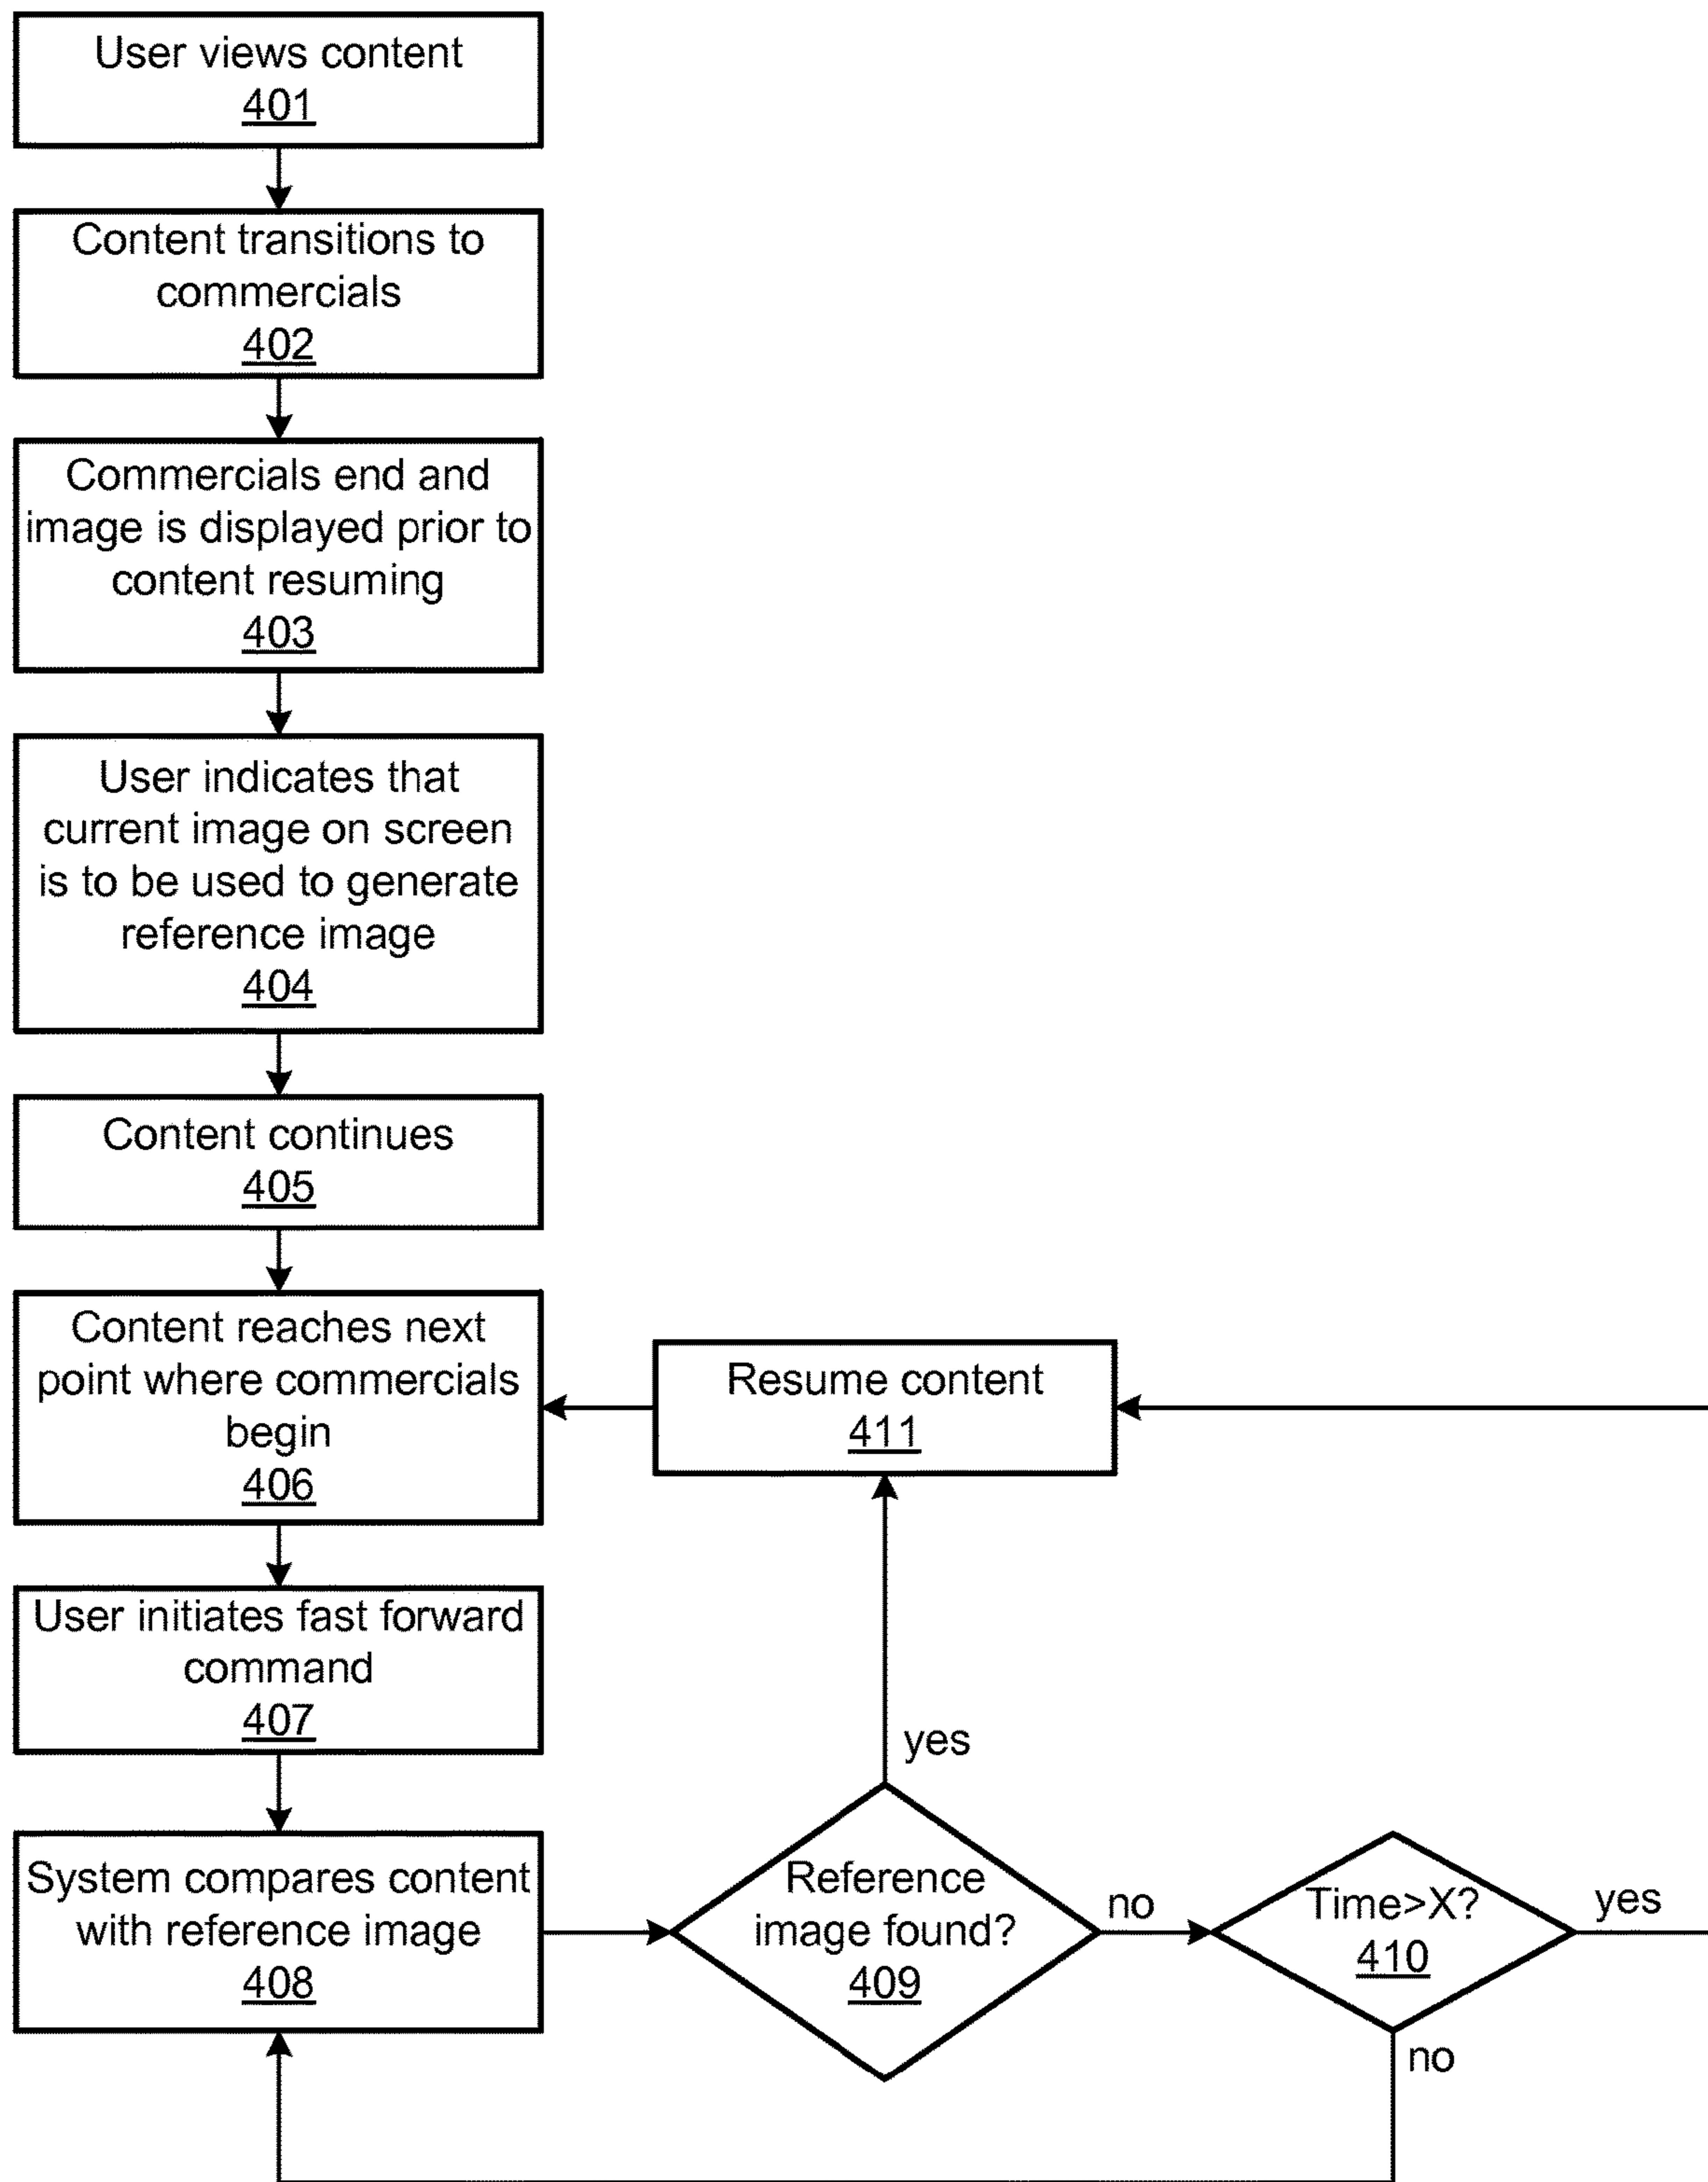 User views content
401
Content transitions to
commercials
402
Commercials end and
image is displayed prior to
content resuming
403
User indicates that
current image on screen
is to be used to generate
reference image
404
Content continues
405
Content reaches next
point where commercials
begin
406
Resume content
411
User initiates fast forward
command
407
yes
System compares content
with reference image
408
Reference
image found?
409
no
Time>X?
410
yes
no